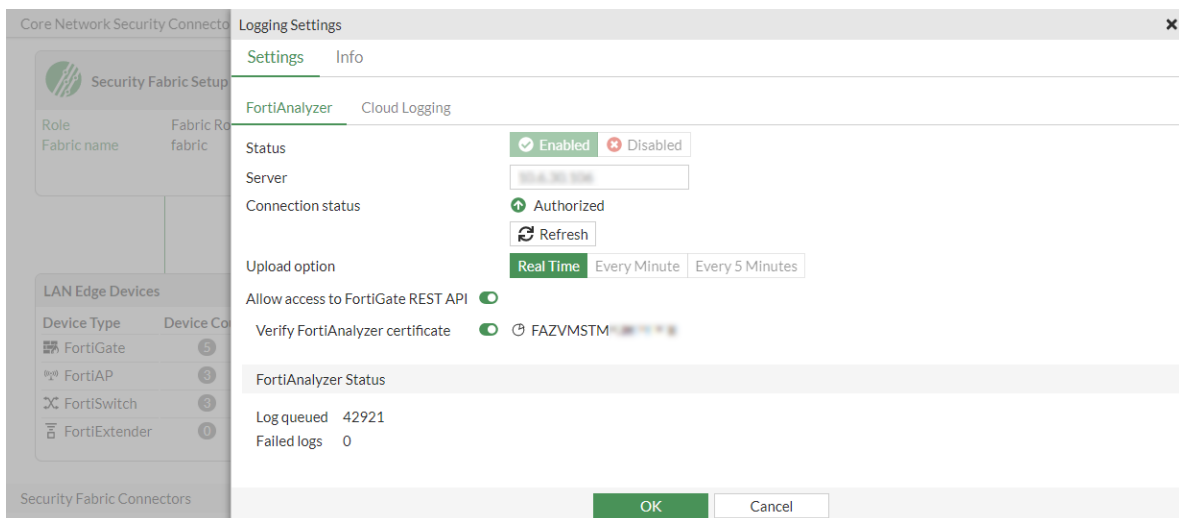 Core Network Security Connecto
Logging Settings
Settings Info
Security Fabric Setup
FortiAnalyzer Cloud Logging
Role Fabric Ro
Fabric name fabric
Status Enabled Disabled
Server
Connection status Authorized
Refresh
Upload option Real Time Every Minute Every 5 Minutes
LAN Edge Devices
Allow access to FortiGate REST API
Device Type Device Cou
Verify FortiAnalyzer certificate FAZVMSTM
FortiGate 5
FortiAP 3
FortiAnalyzer Status
FortiSwitch 3
Log queued 42921
FortiExtender 0
Failed logs 0
Security Fabric Connectors
OK Cancel